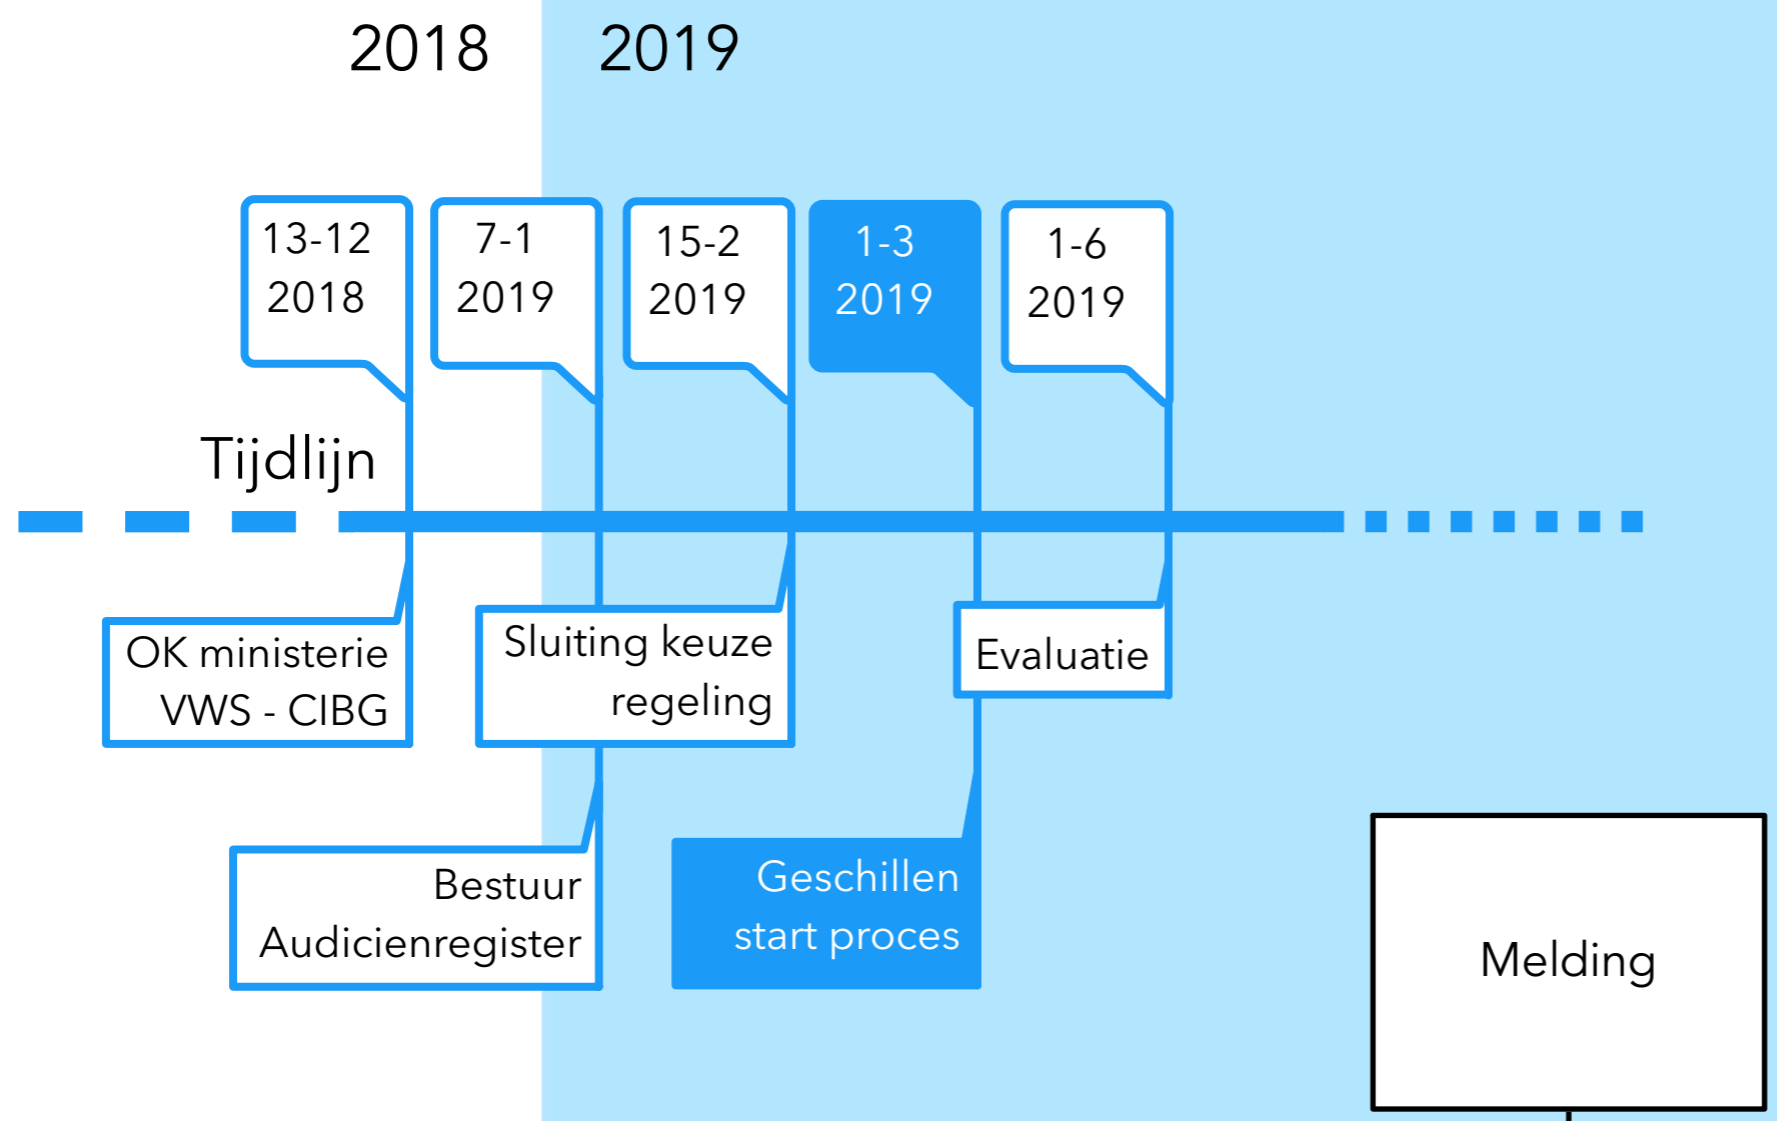 2018
2019
13-12
2018
7-1
2019
15-2
2019
1-3
2019
1-6
2019
Tijdlijn
OK ministerie
VWS - CIBG
Sluiting keuze
regeling
Evaluatie
Bestuur
Audicienregister
Geschillen
start proces
Melding